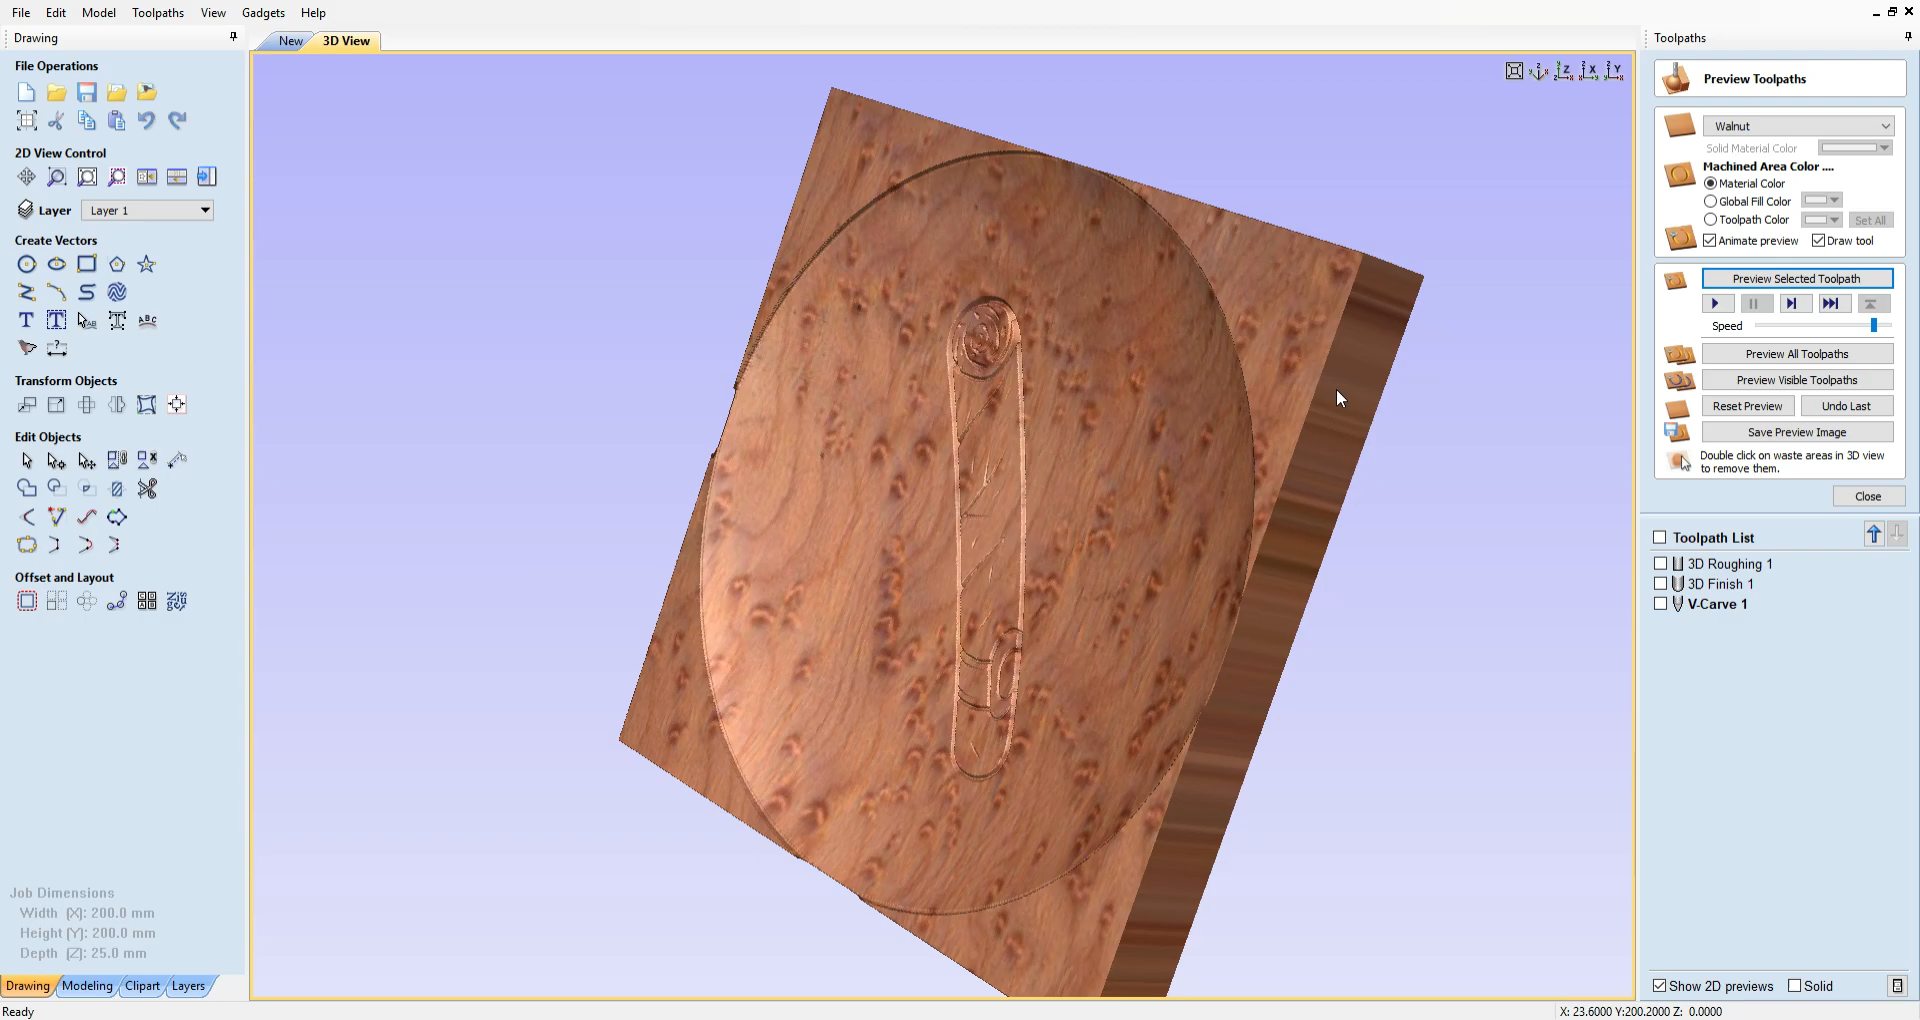 File Edit Model Toolpaths View Gadgets Help
Drawing
New 3D View
Toolpaths
File Operations
2D View Control
Layer Layer 1
Create Vectors
Transform Objects
Edit Objects
Offset and Layout
Job Dimensions
Width (X): 200.0 mm
Height (Y): 200.0 mm
Depth (Z): 25.0 mm
Drawing Modeling Clipart Layers
Ready
Preview Toolpaths
Walnut
Solid Material Color
Machined Area Color ....
Material Color
Global Fill Color
Toolpath Color Set All
Animate preview Draw tool
Preview Selected Toolpath
Speed
Preview All Toolpaths
Preview Visible Toolpaths
Reset Preview Undo Last
Save Preview Image
Double click on waste areas in 3D view
to remove them.
Close
Toolpath List
3D Roughing 1
3D Finish 1
V-Carve 1
Show 2D previews Solid
X: 23.6000 Y:200.2000 Z: 0.0000